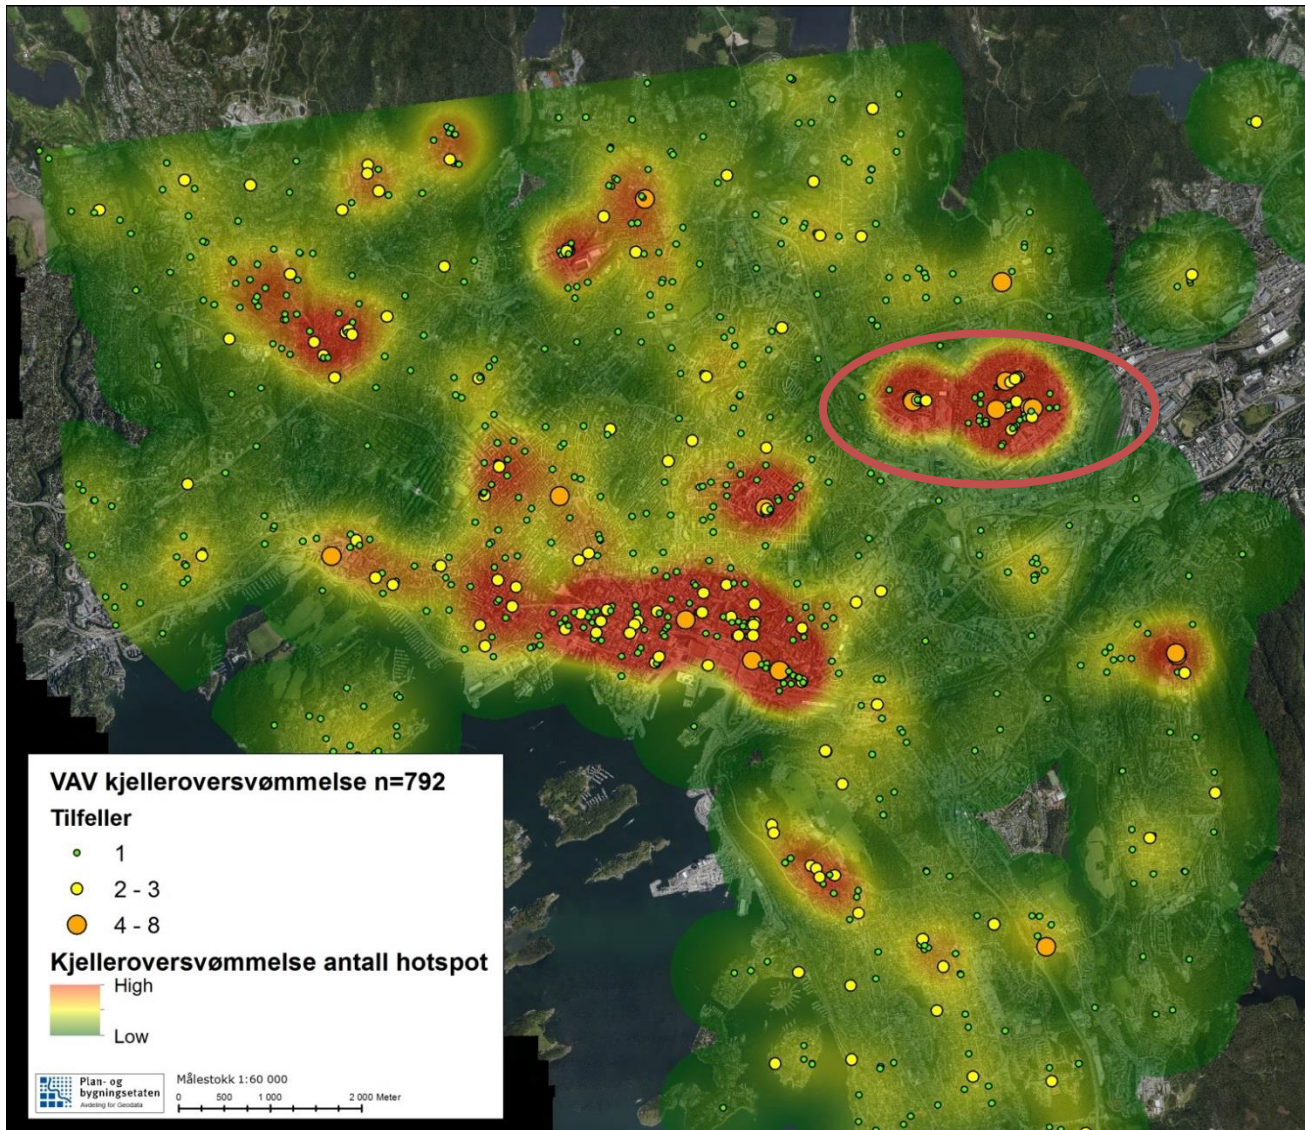 VAV kjelleroversvømmelse n=792
Tilfeller
1
2 - 3
4 - 8
Kjelleroversvømmelse antall hotspot
High
Low
Plan- og
bygningsetaten
Avdeling for Geodata
Målestokk 1:60 000
0 500 1 000 2 000 Meter